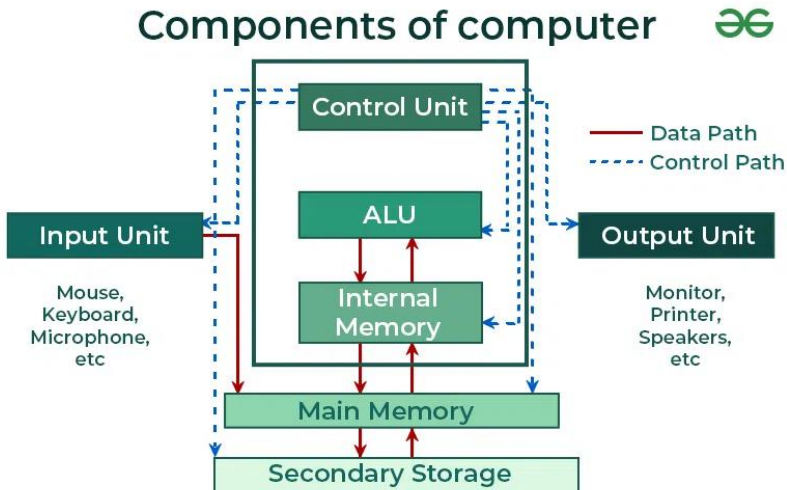 Components of computer
Control Unit
Data Path
Control Path
ALU
Input Unit
Output Unit
Mouse,
Keyboard,
Microphone,
etc
Internal
Memory
Monitor,
Printer,
Speakers,
etc
Main Memory
Secondary Storage